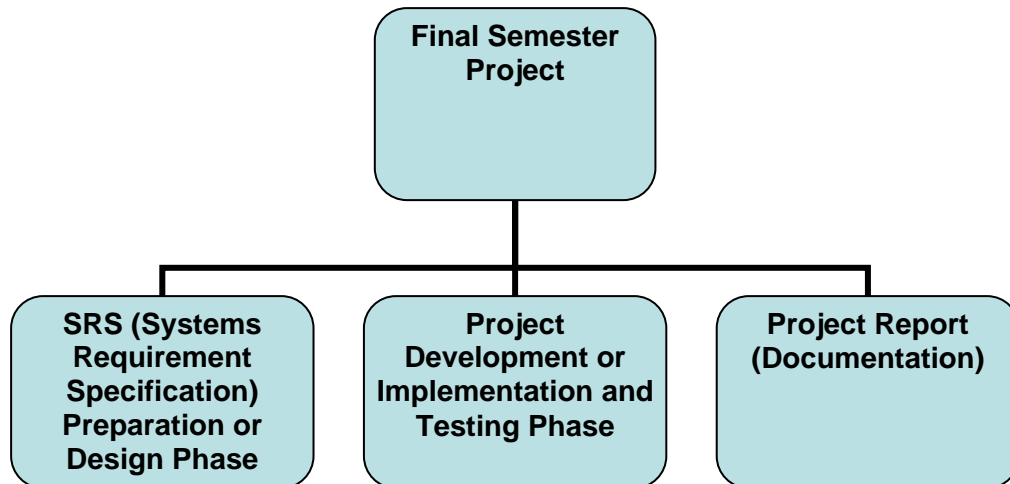 Final Semester
Project
SRS (Systems
Requirement
Specification)
Preparation or
Design Phase
Project
Development or
Implementation and
Testing Phase
Project Report
(Documentation)